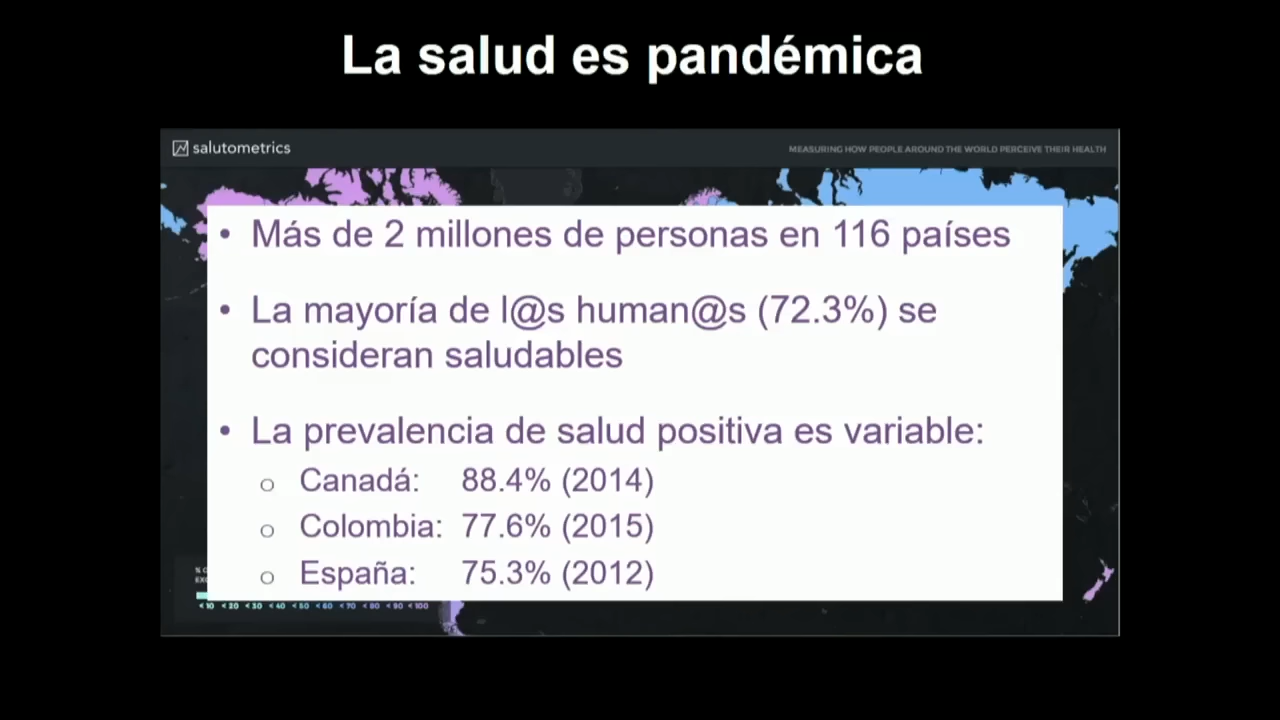 La salud es pandémica
salutometrics
MEASURING HOW PEOPLE AROUND THE WORLD PERCEIVE THEIR HEALTH
• Más de 2 millones de personas en 116 países
• La mayoría de l@s human@s (72.3%) se
consideran saludables
• La prevalencia de salud positiva es variable:
o Canadá: 88.4% (2014)
o Colombia: 77.6% (2015)
o España: 75.3% (2012)
<10 <20 <30 <40 <50 <60 <70 <80 <90 <100